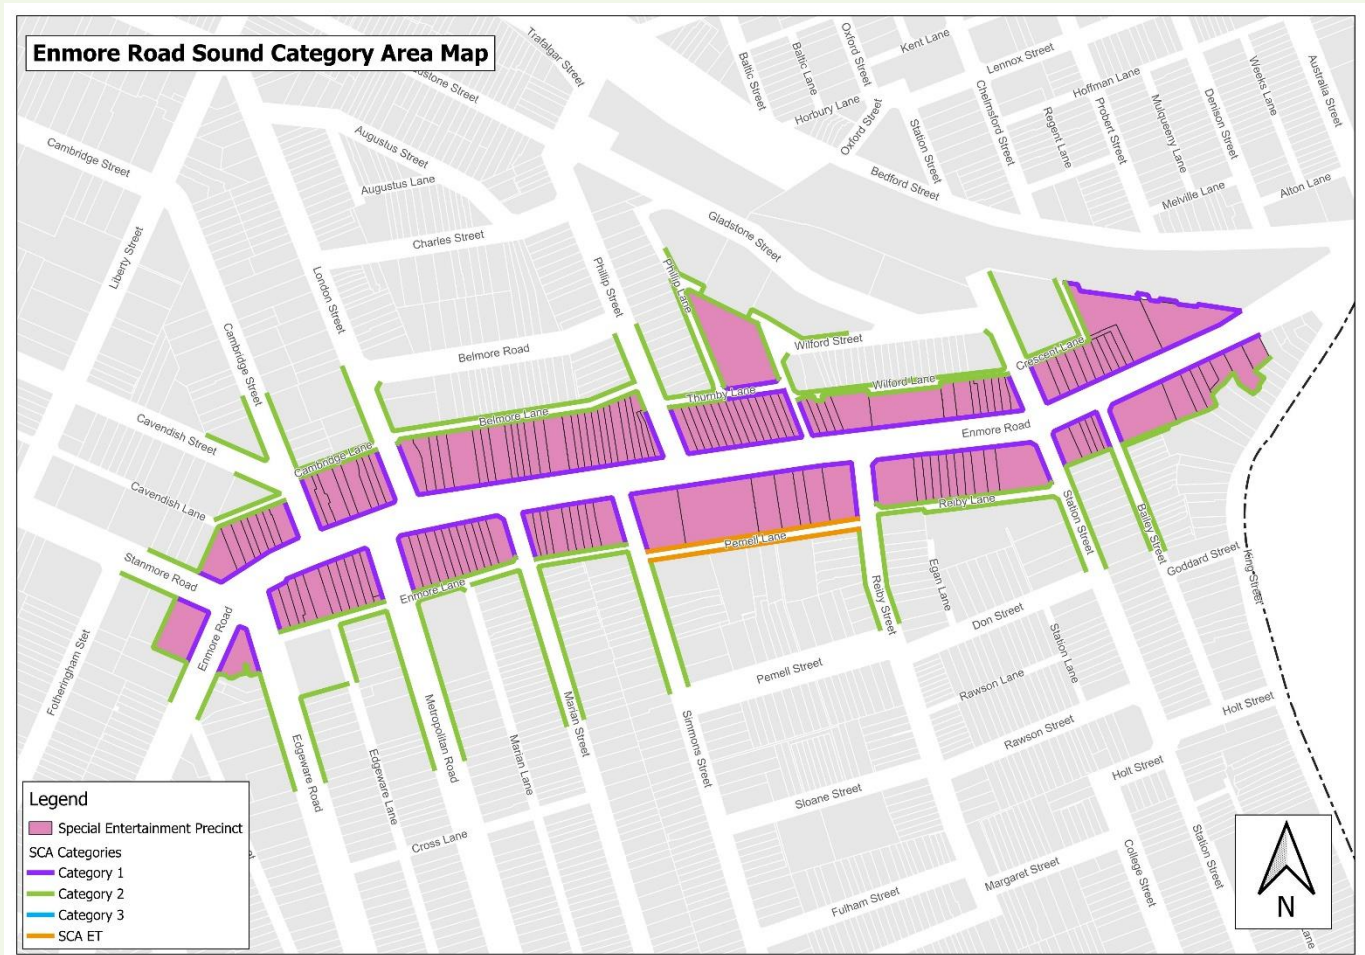 Enmore Road Sound Category Area Map
Trafalgar Street
Baltic Street
Baltic Lane
Oxford Street
Kent Lane
Lennox Street
Hoffman Lane
Weeks Lane
Australia Street
Horbury Lane
Oxford Street
Station Street
Chelmsford Street
Regent Lane
Probert Street
Mulqueeny Lane
Denison Street
Cambridge Street
Augustus Street
Augustus Lane
Bedford Street
Melville Lane
Alton Lane
Charles Street
Gladstone Street
Liberty Street
London Street
Phillip Street
Phillip Lane
Cambridge Street
Belmore Road
Wilford Street
Crescent Lane
Wilford Lane
Thurnby Lane
Belmore Lane
Cavendish Street
Cambridge Lane
Enmore Road
Cavendish Lane
Reiby Lane
Station Street
Bailey Street
Pernell Lane
Goddard Street
King Street
Stanmore Road
Enmore Lane
Reiby Street
Egan Lane
Don Street
Station Lane
Enmore Road
Fotheringham Stet
Pemell Street
Rawson Lane
Metropolitan Road
Marian Street
Marian Lane
Simmons Street
Rawson Street
Holt Street
Edgeware Road
Edgeware Lane
Holt Street
Sloane Street
Cross Lane
College Street
Station Street
Margaret Street
Fulham Street
Lane
Legend
Special Entertainment Precinct
SCA Categories
Category 1
Category 2
Category 3
SCA ET
N